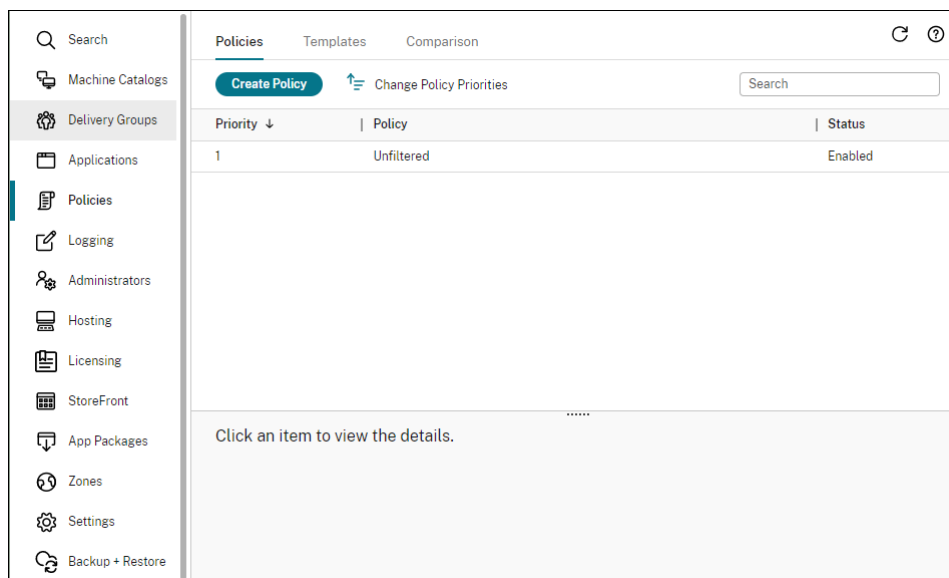 Search
Machine Catalogs
Delivery Groups
Applications
Policies
Logging
Administrators
Hosting
Licensing
StoreFront
App Packages
Zones
Settings
Backup + Restore
Policies Templates Comparison
Create Policy Change Policy Priorities Search
Priority ↓ | Policy | Status
1 Unfiltered Enabled
Click an item to view the details.